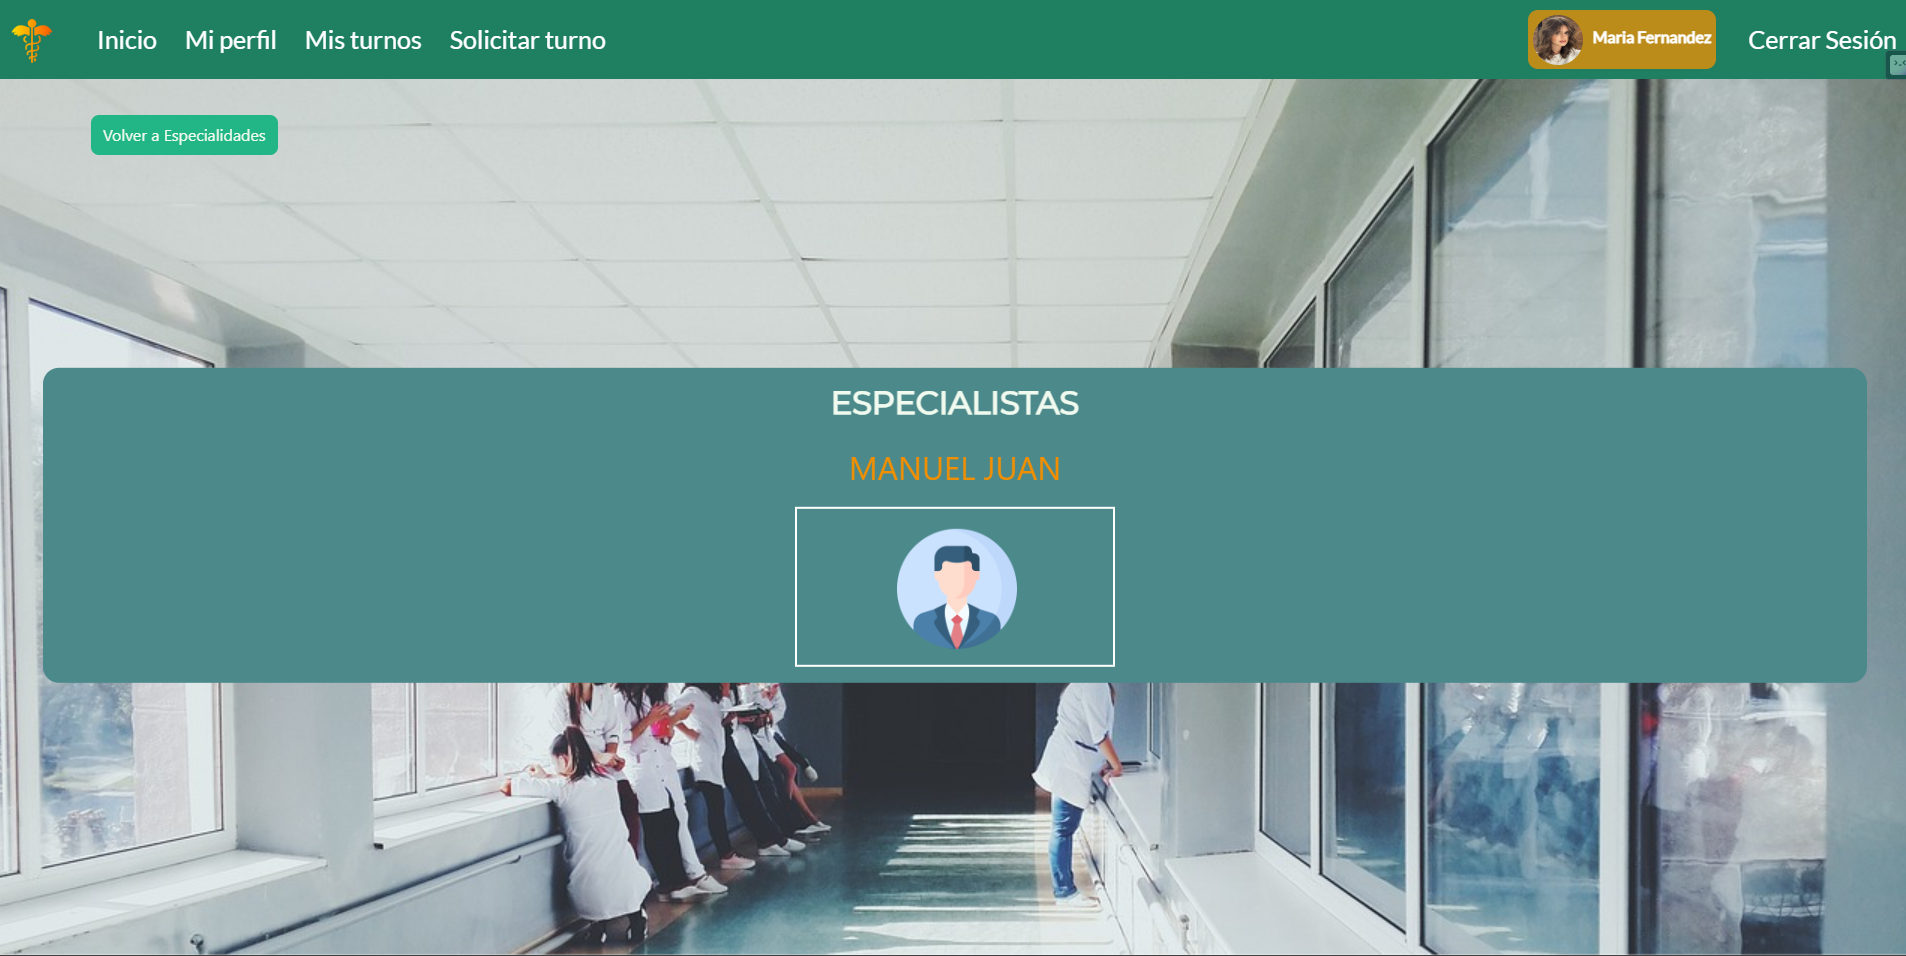 Inicio
Mi perfil
Mis turnos
Solicitar turno
Maria Fernandez
Cerrar Sesión
Volver a Especialidades
ESPECIALISTAS
MANUEL JUAN